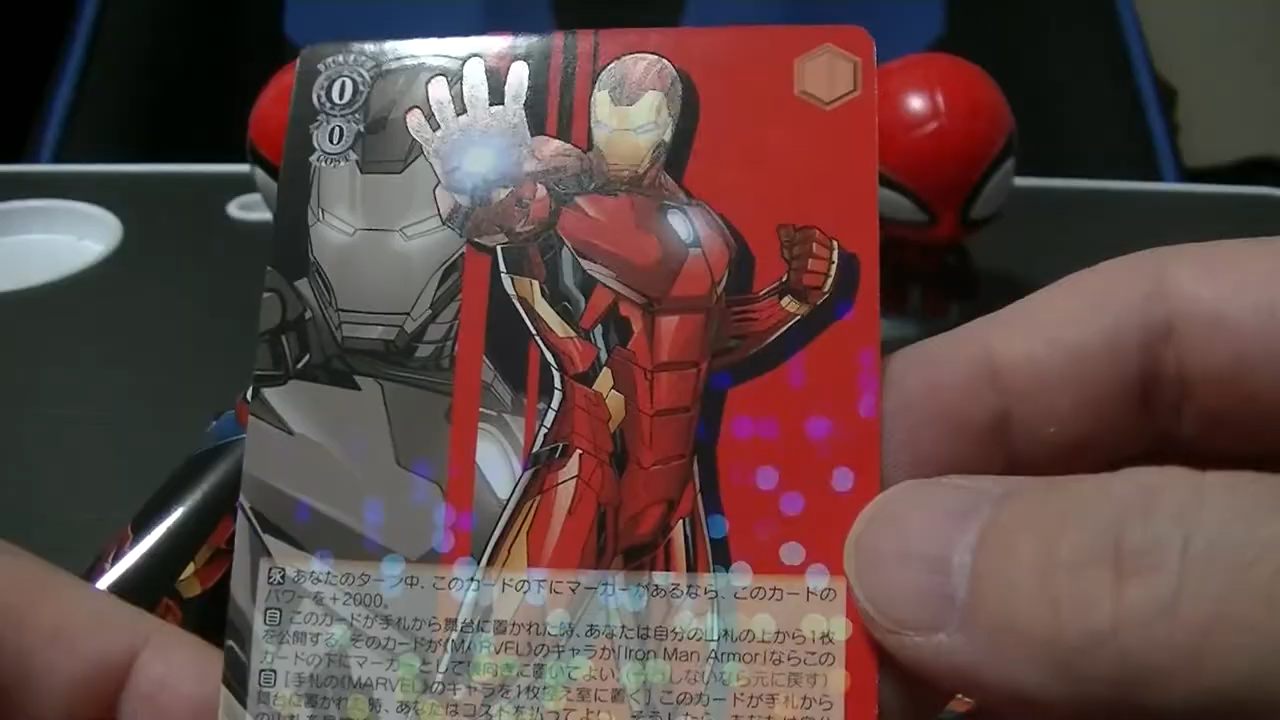 0
0
COST
永 あなたのターン中、このカードの下にマーカーがあるなら、このカードの
パワーを+2000。
自 このカードが手札から舞台に置かれた時、あなたは自分の山札の上から1枚
を公開する。そのカードが《MARVEL》のキャラか「Iron Man Armor」ならこの
カードの下にマーカーとして裏向きに置いてよい。(そうしないなら元に戻す)
自 [手札の《MARVEL》のキャラを1枚控え室に置く] このカードが手札から
舞台に置かれた時、あなたはコストを払ってよい。そうしたら、あなたは自分